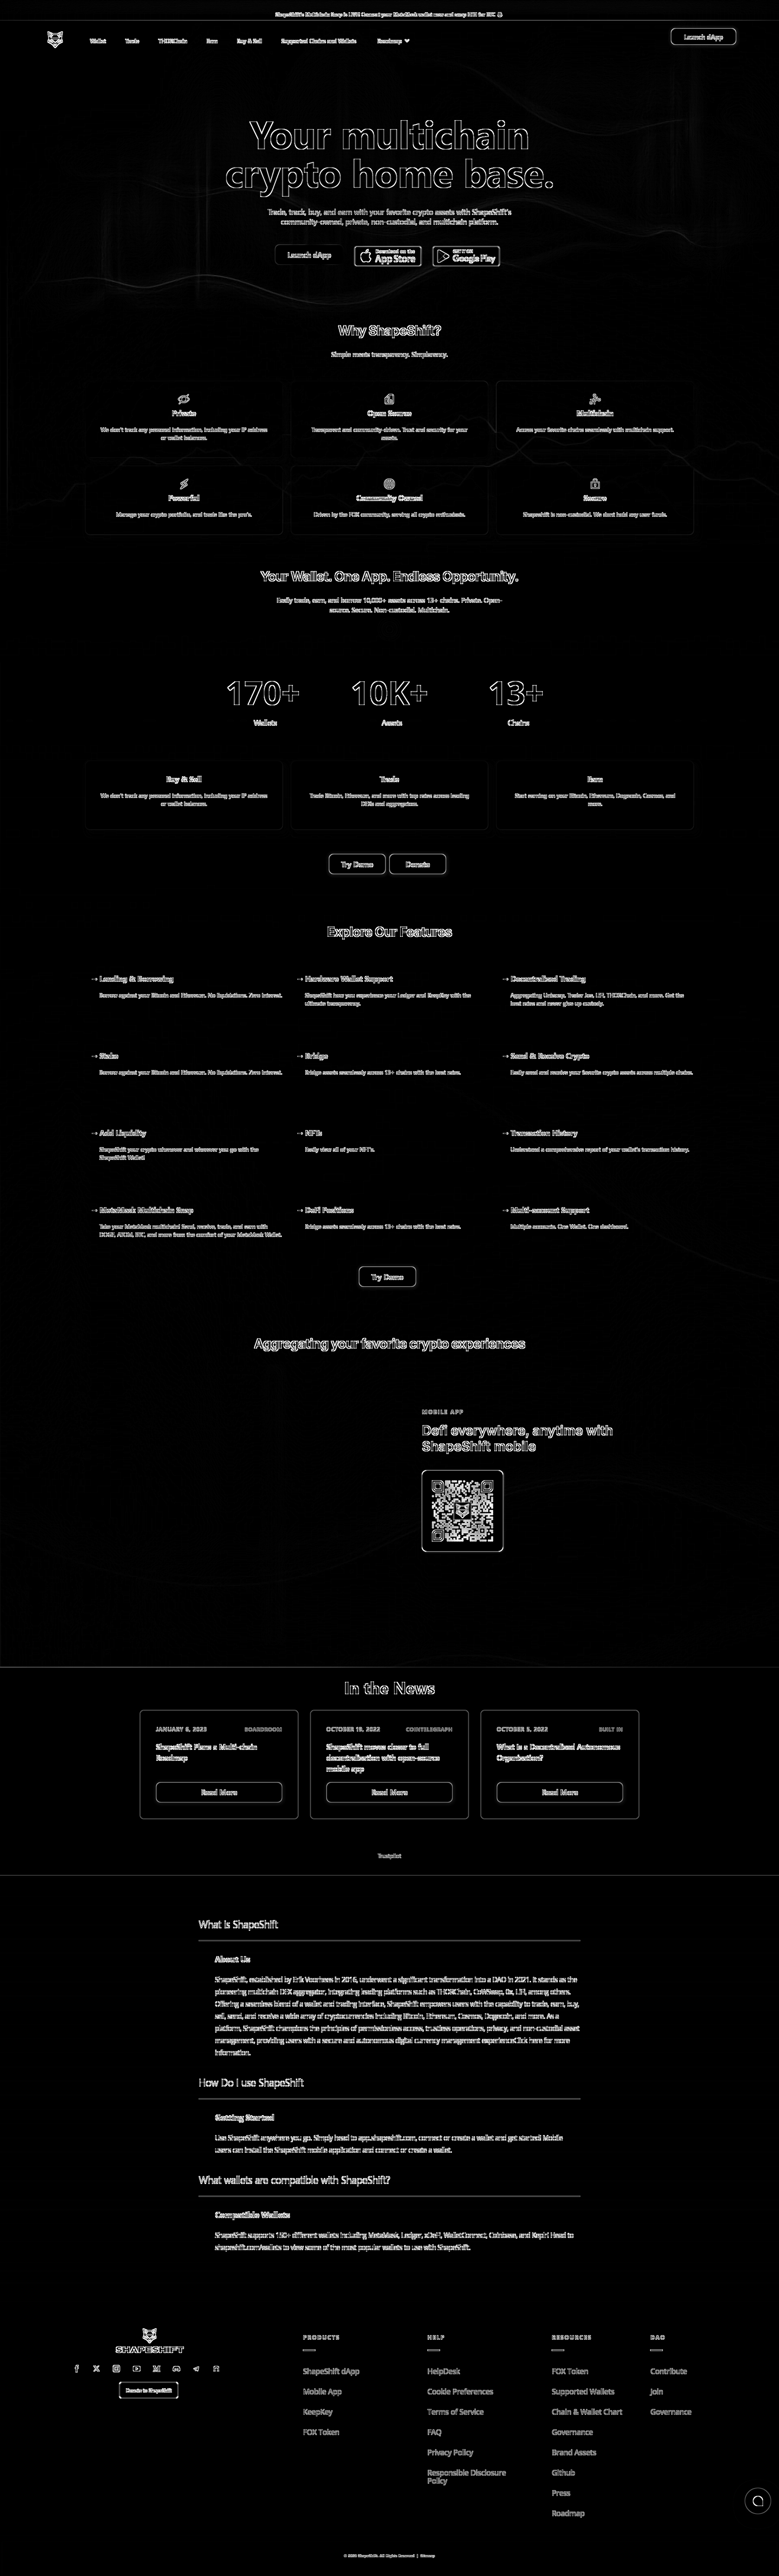 ShapeShift's Multichain Snap is LIVE! Connect your MetaMask wallet now and swap ETH for BTC
Wallet
Trade
THORChain
Earn
Buy & Sell
Supported Chains and Wallets
Roadmap
Launch dApp
Your multichain
crypto home base.
Trade, track, buy, and earn with your favorite crypto assets with ShapeShift's
community-owned, private, non-custodial, and multichain platform.
Launch dApp
Download on the
App Store
GET IT ON
Google Play
Why ShapeShift?
Simple meets transparency. Simplarency.
Private
We don't track any personal information, including your IP address
or wallet balances.
Open Source
Transparent and community-driven. Trust and security for your
assets.
Multichain
Access your favorite chains seamlessly with multichain support.
Powerful
Manage your crypto portfolio, and trade like the pro's.
Community Owned
Driven by the FOX community, serving all crypto enthusiasts.
Secure
Shapeshift is non-custodial. We dont hold any user funds.
Your Wallet. One App. Endless Opportunity.
Easily trade, earn, and borrow 10,000+ assets across 13+ chains. Private. Open-
source. Secure. Non-custodial. Multichain.
170+
Wallets
10K+
Assets
13+
Chains
Buy & Sell
We don't track any personal information, including your IP address
or wallet balances.
Trade
Trade Bitcoin, Ethereum, and more with top rates across leading
DEXs and aggregators.
Earn
Start earning on your Bitcoin, Ethereum, Dogecoin, Cosmos, and
more.
Try Demo
Donate
Explore Our Features
Lending & Borrowing
Borrow against your Bitcoin and Ethereum. No liquidations. Zero interest.
Hardware Wallet Support
ShapeShift how you experience your Ledger and KeepKey with the
ultimate transparency.
Decentralised Trading
Aggregating Uniswap, Trader Joe, LI.FI, THORChain, and more. Get the
best rates and never give up custody.
Stake
Borrow against your Bitcoin and Ethereum. No liquidations. Zero interest.
Bridge
Bridge assets seamlessly across 13+ chains with the best rates.
Send & Receive Crypto
Easily send and receive your favorite crypto assets across multiple chains.
Add Liquidity
ShapeShift your crypto whenever and wherever you go with the
ShapeShift Wallet!
NFTs
Easily view all of your NFT's.
Transaction History
Understand a comprehensive report of your wallet's transaction history.
MetaMask Multichain Snap
Take your MetaMask multichain! Send, receive, trade, and earn with
DOGE, ATOM, BTC, and more from the comfort of your MetaMask Wallet.
DeFi Positions
Bridge assets seamlessly across 13+ chains with the best rates.
Multi-account Support
Multiple accounts. One Wallet. One dashboard.
Try Demo
Aggregating your favorite crypto experiences
MOBILE APP
Defi everywhere, anytime with
ShapeShift mobile
In the News
JANUARY 6, 2023
BOARDROOM
ShapeShift Plans a Multi-chain
Roadmap
Read More
OCTOBER 19, 2022
COINTELEGRAPH
ShapeShift moves closer to full
decentralization with open-source
mobile app
Read More
OCTOBER 5, 2022
BUILT IN
What Is a Decentralized Autonomous
Organization?
Read More
Trustpilot
What is ShapeShift
About Us
ShapeShift, established by Erik Voorhees in 2016, underwent a significant transformation into a DAO in 2021. It stands as the
pioneering multichain DEX aggregator, integrating leading platforms such as THORChain, CoWSwap, 0x, LI.FI, among others.
Offering a seamless blend of a wallet and trading interface, ShapeShift empowers users with the capability to trade, earn, buy,
sell, send, and receive a wide array of cryptocurrencies including Bitcoin, Ethereum, Cosmos, Dogecoin, and more. As a
platform, ShapeShift champions the principles of permissionless access, trustless operations, privacy, and non-custodial asset
management, providing users with a secure and autonomous digital currency management experience.Click here for more
information.
How Do I use ShapeShift
Getting Started
Use ShapeShift anywhere you go. Simply head to app.shapeshift.com, connect or create a wallet and get started! Mobile
users can install the ShapeShift mobile application and connect or create a wallet.
What wallets are compatible with ShapeShift?
Compatible Wallets
ShapeShift supports 150+ different wallets including MetaMask, Ledger, xDeFi, WalletConnect, Coinbase, and Keplr! Head to
shapeshift.com/wallets to view some of the most popular wallets to use with ShapeShift.
SHAPESHIFT
Donate to ShapeShift
PRODUCTS
ShapeShift dApp
Mobile App
KeepKey
FOX Token
HELP
HelpDesk
Cookie Preferences
Terms of Service
FAQ
Privacy Policy
Responsible Disclosure
Policy
RESOURCES
FOX Token
Supported Wallets
Chain & Wallet Chart
Governance
Brand Assets
Github
Press
Roadmap
DAO
Contribute
Join
Governance
ShapeShift. All Rights Reserved | Sitemap